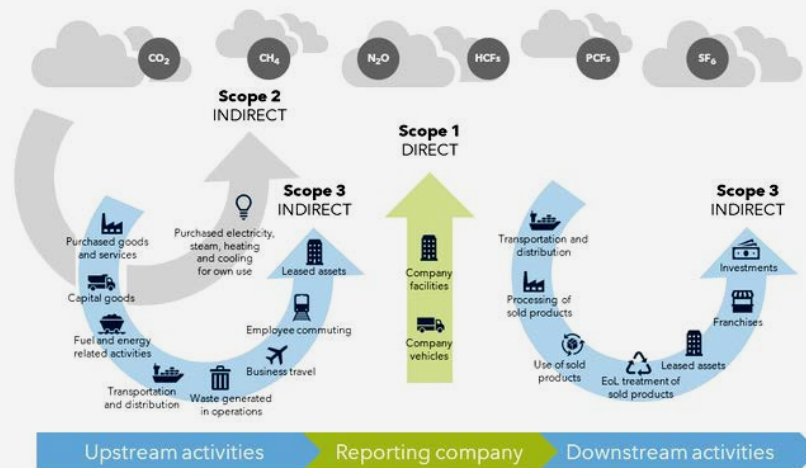 CO₂
CH₄
N₂O
HCFs
PCFs
SF₆
Scope 2
INDIRECT
Scope 1
DIRECT
Scope 3
INDIRECT
Scope 3
INDIRECT
Purchased goods
and services
Capital goods
Fuel and energy
related activities
Transportation
and distribution
Waste generated
in operations
Business travel
Employee commuting
Leased assets
Purchased electricity,
steam, heating
and cooling
for own use
Company
facilities
Company
vehicles
Transportation and
distribution
Processing of
sold products
Use of sold
products
EoL treatment of
sold products
Leased assets
Franchises
Investments
Upstream activities
Reporting company
Downstream activities